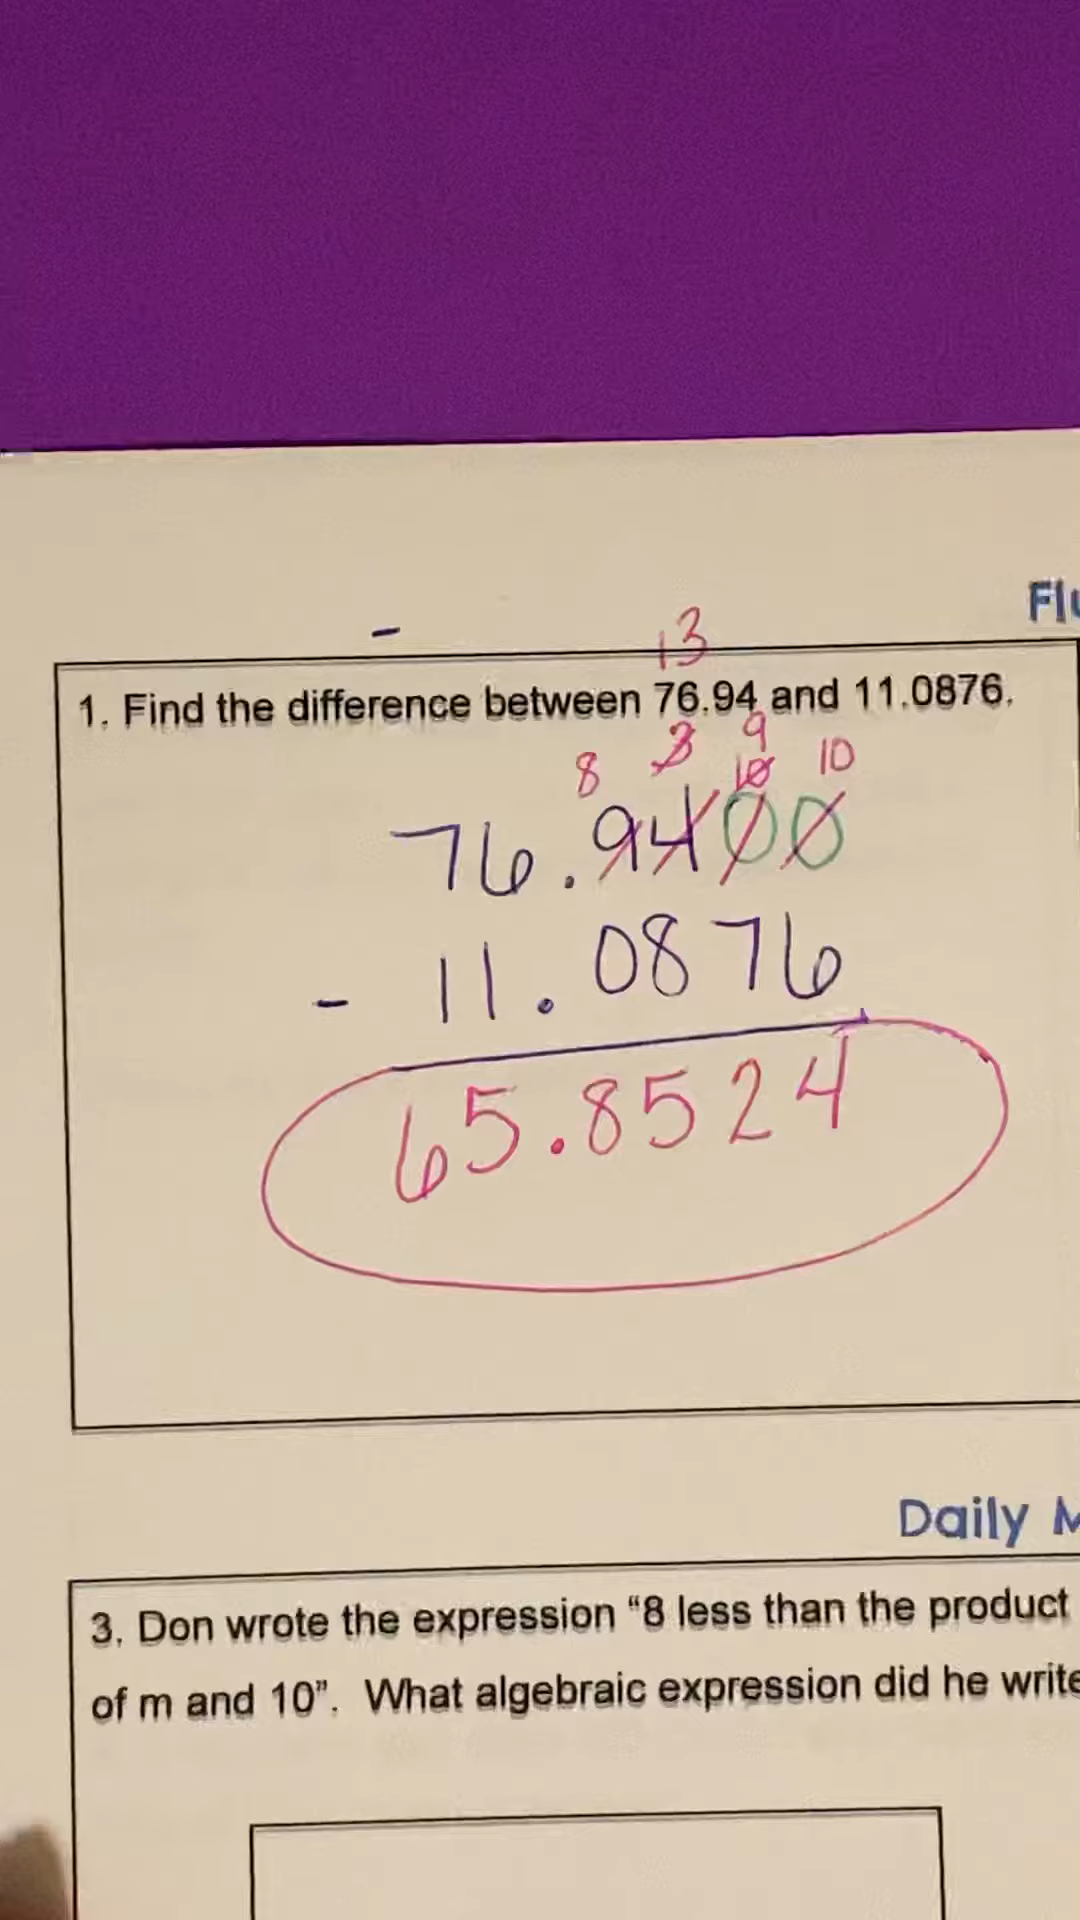 Flu
13
1. Find the difference between 76.94 and 11.0876.
8 3 9 10
10
76.9400
- 11.0876
65.8524
Daily M
3. Don wrote the expression “8 less than the product
of m and 10”. What algebraic expression did he write